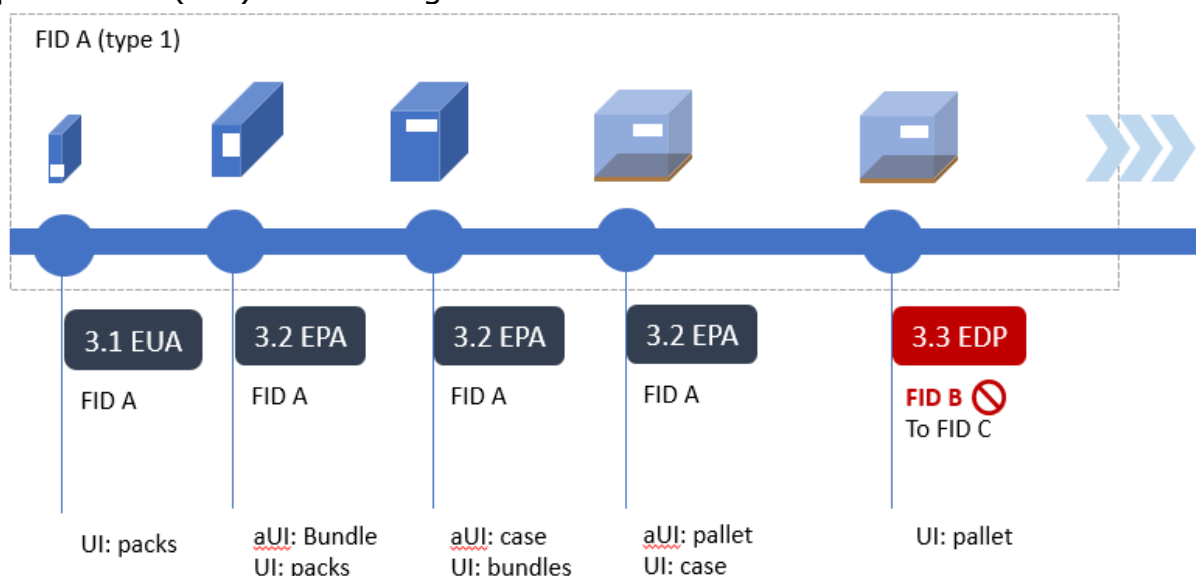 FID A (type 1)
3.1 EUA
3.2 EPA
3.2 EPA
3.2 EPA
3.3 EDP
FID A
FID A
FID A
FID A
FID B
To FID C
UI: packs
aUI: Bundle
UI: packs
aUI: case
UI: bundles
aUI: pallet
UI: case
UI: pallet